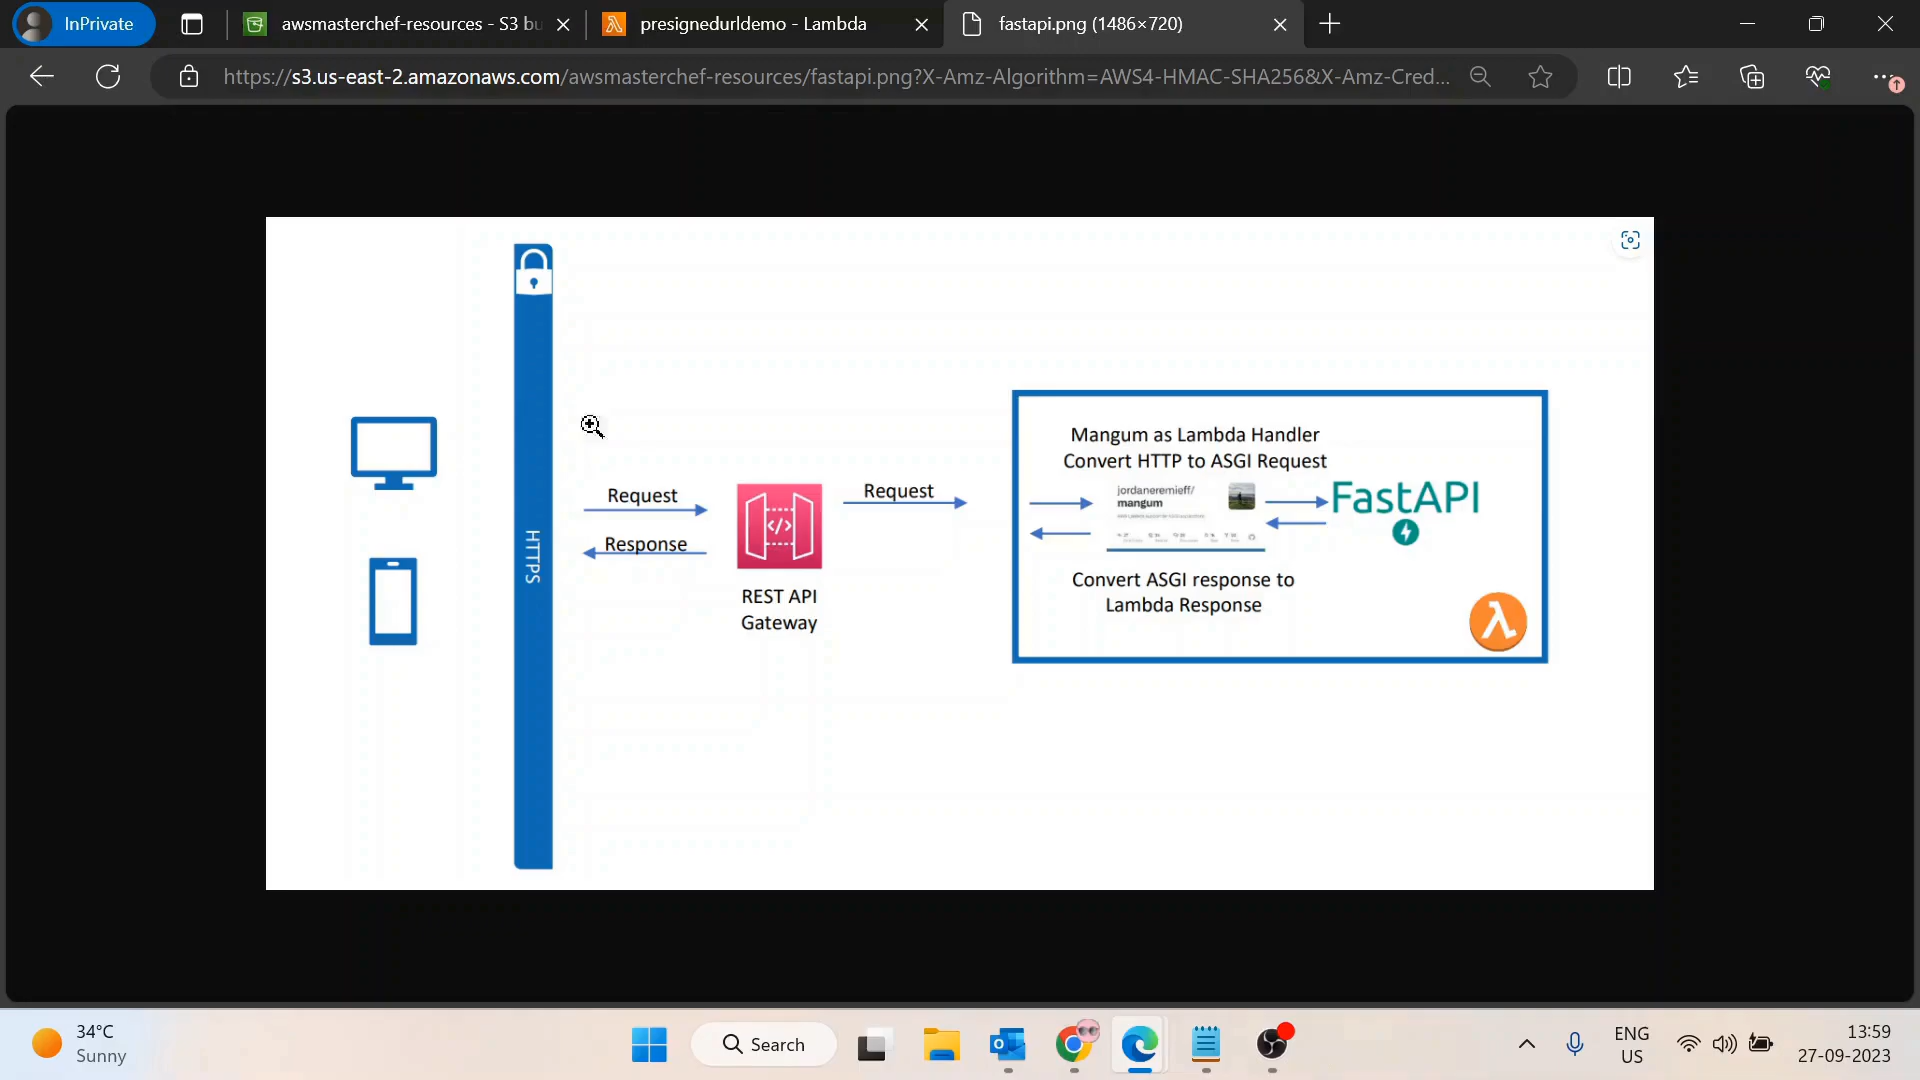 InPrivate
awsmasterchef-resources - S3 bu
presignedurldemo - Lambda
fastapi.png (1486×720)
https://s3.us-east-2.amazonaws.com/awsmasterchef-resources/fastapi.png?X-Amz-Algorithm=AWS4-HMAC-SHA256&X-Amz-Cred...
HTTPS
Request
Response
REST API
Gateway
Request
Mangum as Lambda Handler
Convert HTTP to ASGI Request
jordaneremieff/
mangum
FastAPI
Convert ASGI response to
Lambda Response
34°C
Sunny
Search
ENG
US
13:59
27-09-2023